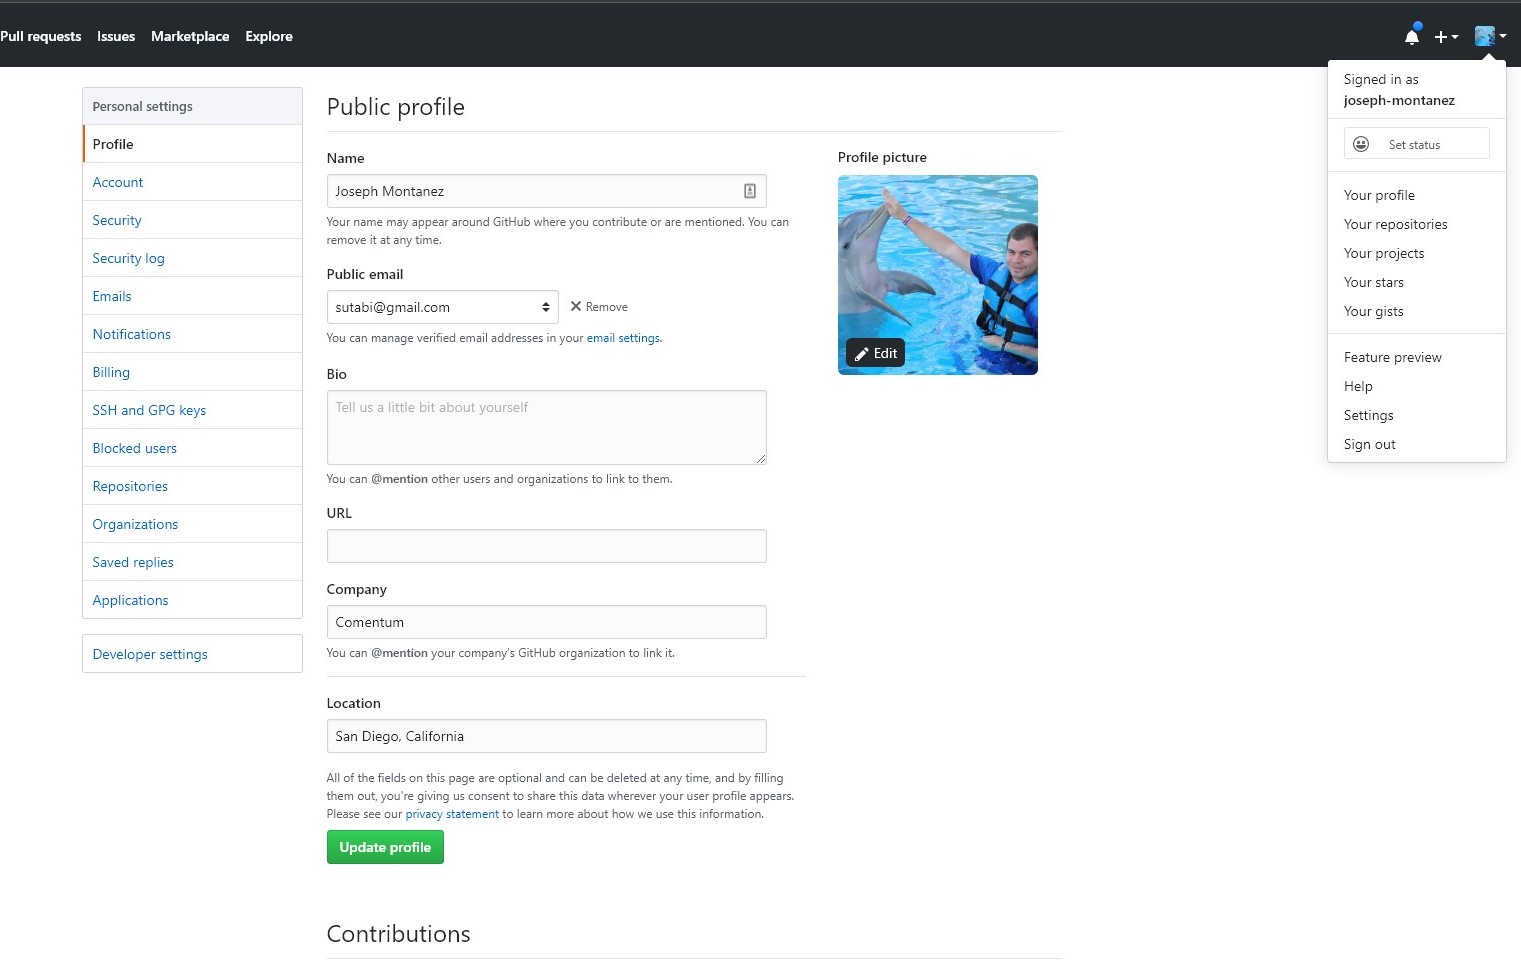 Pull requests Issues Marketplace Explore
Signed in as
joseph-montanez
Set status
Your profile
Your repositories
Your projects
Your stars
Your gists
Feature preview
Help
Settings
Sign out
Personal settings
Profile
Account
Security
Security log
Emails
Notifications
Billing
SSH and GPG keys
Blocked users
Repositories
Organizations
Saved replies
Applications
Developer settings
Public profile
Name
Joseph Montanez
Your name may appear around GitHub where you contribute or are mentioned. You can
remove it at any time.
Public email
sutabi@gmail.com
Remove
You can manage verified email addresses in your email settings.
Bio
Tell us a little bit about yourself
You can @mention other users and organizations to link to them.
URL
Company
Comentum
You can @mention your company's GitHub organization to link it.
Location
San Diego, California
All of the fields on this page are optional and can be deleted at any time, and by filling
them out, you're giving us consent to share this data wherever your user profile appears.
Please see our privacy statement to learn more about how we use this information.
Update profile
Profile picture
Edit
Contributions